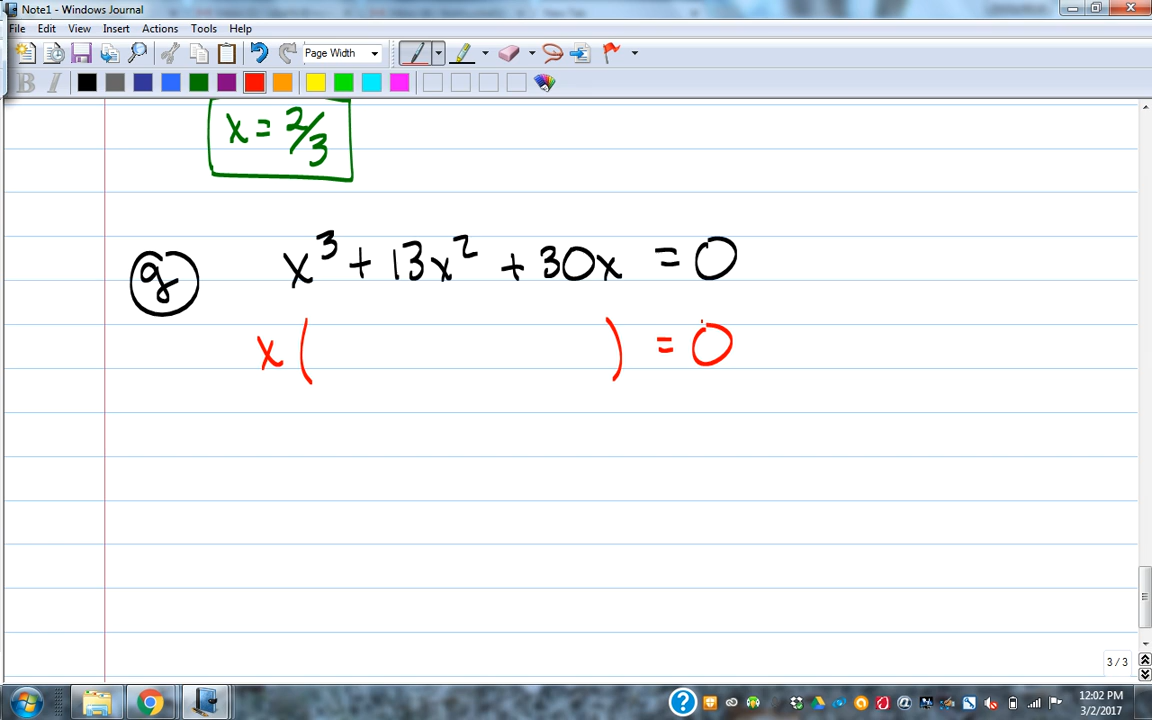 Note1 - Windows Journal
File Edit View Insert Actions Tools Help
Page Width
B I
x = 2/3
g x³ + 13x² + 30x = 0
x ( ) = 0
3 / 3
12:02 PM
3/2/2017